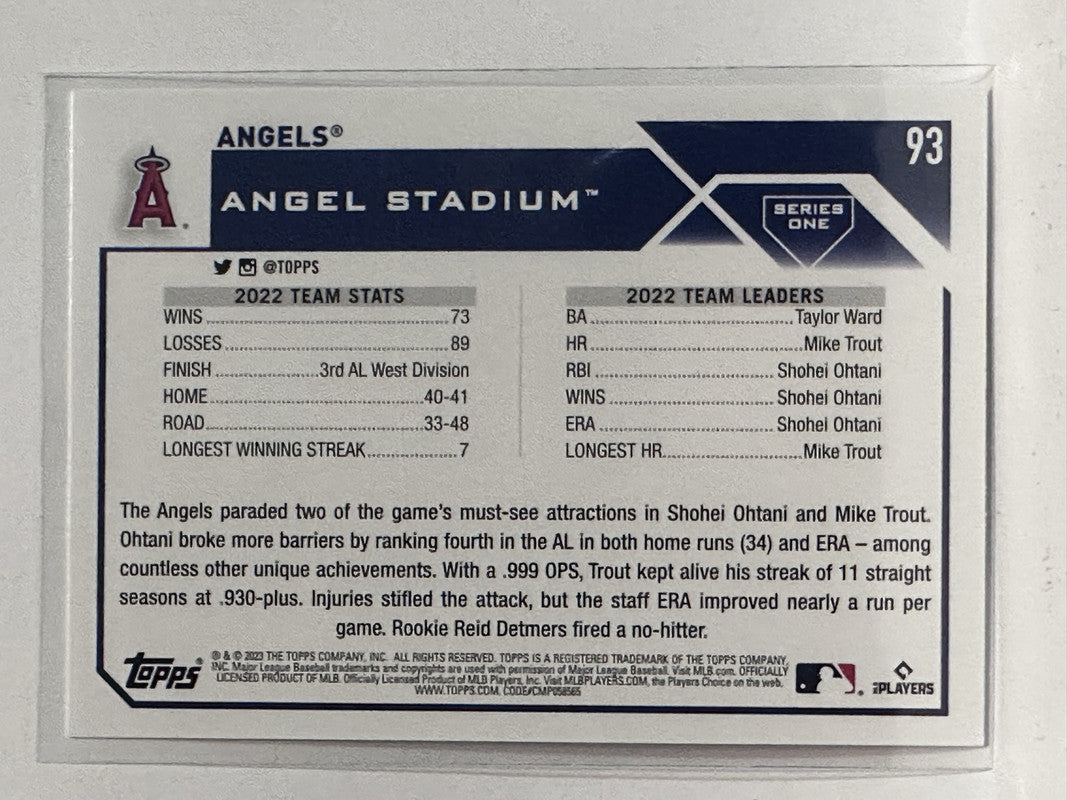 ANGELS®
93
A
ANGEL STADIUM™
SERIES
ONE
@TOPPS
2022 TEAM STATS
WINS 73
LOSSES 89
FINISH 3rd AL West Division
HOME 40-41
ROAD 33-48
LONGEST WINNING STREAK 7
2022 TEAM LEADERS
BA Taylor Ward
HR Mike Trout
RBI Shohei Ohtani
WINS Shohei Ohtani
ERA Shohei Ohtani
LONGEST HR Mike Trout
The Angels paraded two of the game's must-see attractions in Shohei Ohtani and Mike Trout.
Ohtani broke more barriers by ranking fourth in the AL in both home runs (34) and ERA – among
countless other unique achievements. With a .999 OPS, Trout kept alive his streak of 11 straight
seasons at .930-plus. Injuries stifled the attack, but the staff ERA improved nearly a run per
game. Rookie Reid Detmers fired a no-hitter.
Topps
® & © 2023 THE TOPPS COMPANY, INC. ALL RIGHTS RESERVED. TOPPS IS A REGISTERED TRADEMARK OF THE TOPPS COMPANY,
INC. Major League Baseball trademarks and copyrights are used with permission of Major League Baseball. Visit MLB.com. OFFICIALLY
LICENSED PRODUCT OF MLB. Officially Licensed Product of MLB Players, Inc. Visit MLBPLAYERS.COM, the Players Choice on the web.
WWW.TOPPS.COM. CODE#CMP058565
PLAYERS